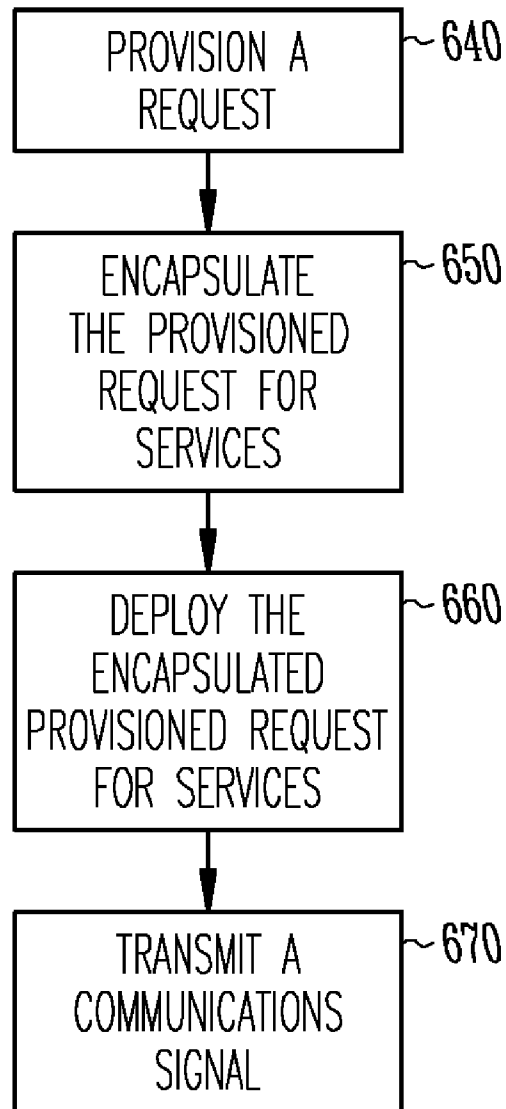 PROVISION A
REQUEST
640
ENCAPSULATE
THE PROVISIONED
REQUEST FOR
SERVICES
650
DEPLOY THE
ENCAPSULATED
PROVISIONED REQUEST
FOR SERVICES
660
TRANSMIT A
COMMUNICATIONS
SIGNAL
670